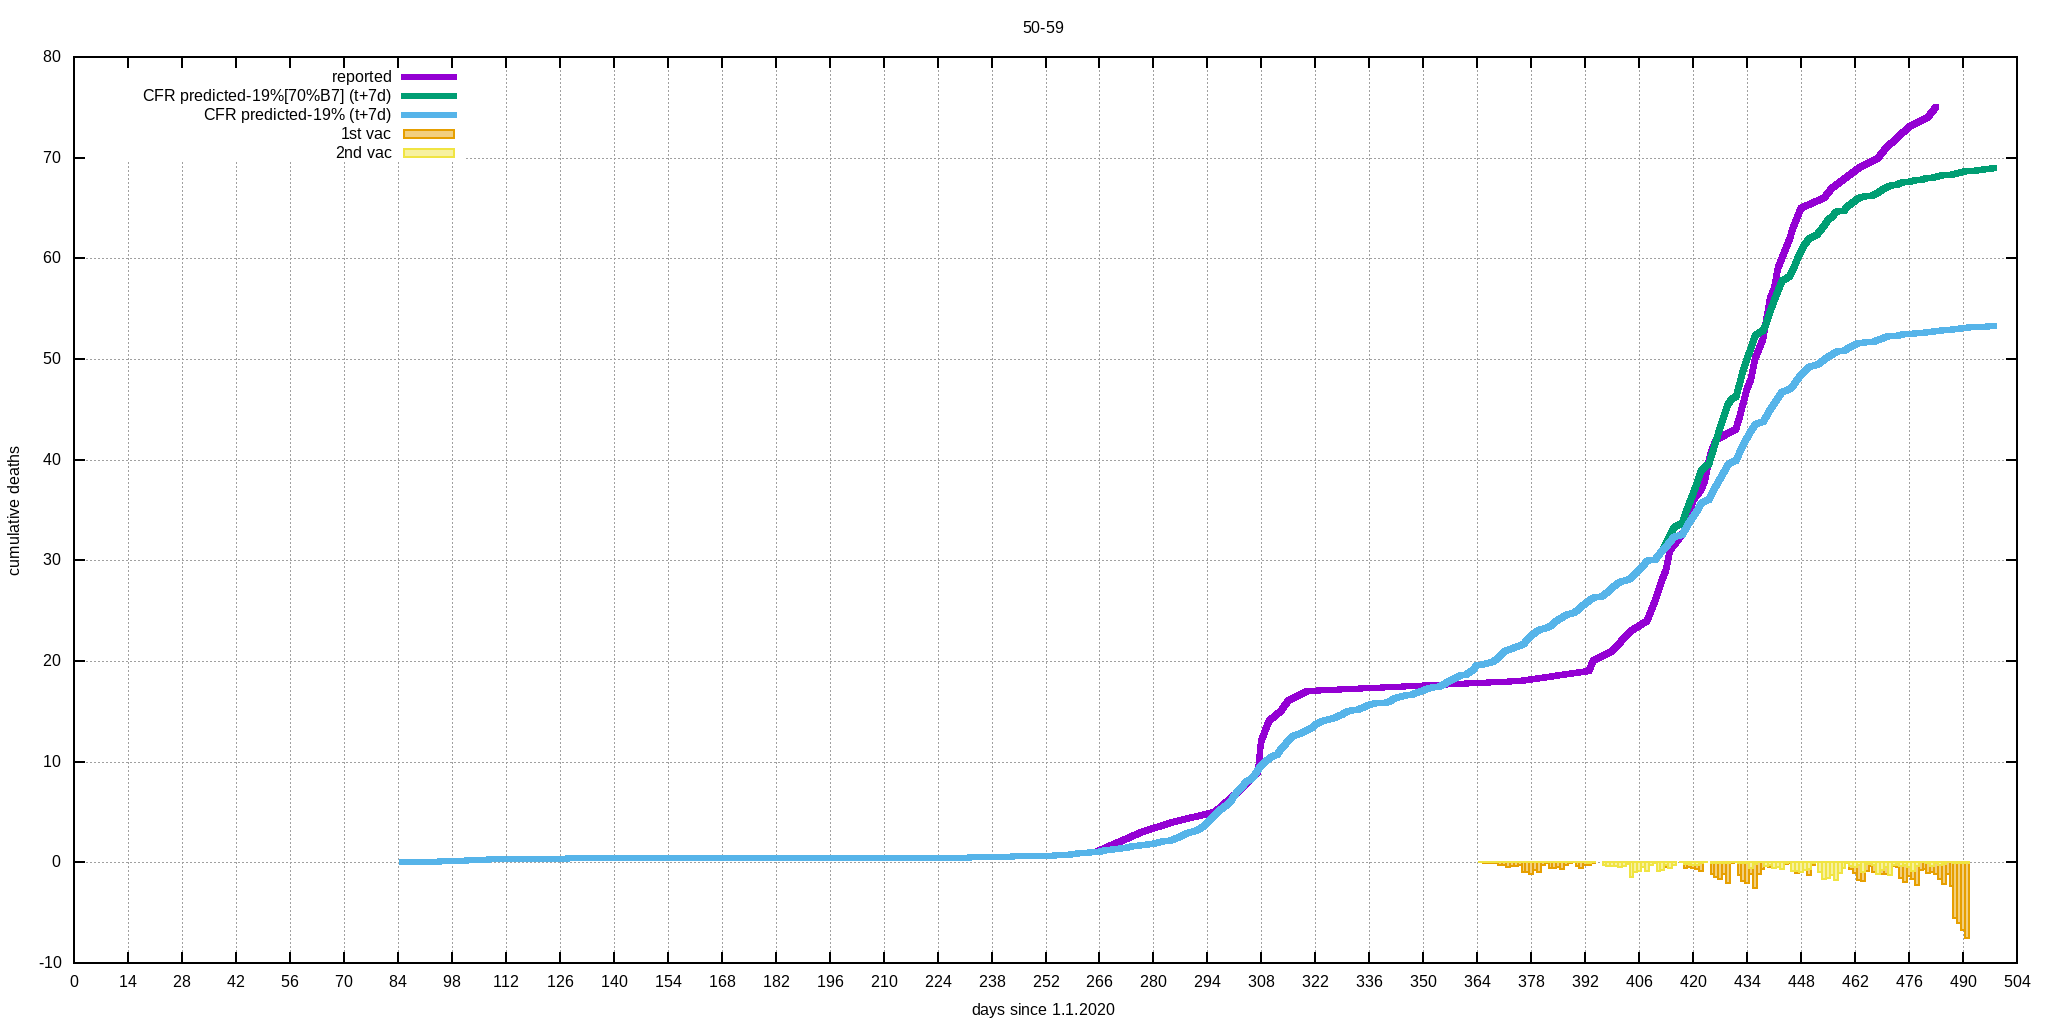 50-59
80
70
60
50
40
30
20
10
0
-10
cumulative deaths
reported
CFR predicted-19%[70%B7] (t+7d)
CFR predicted-19% (t+7d)
1st vac
2nd vac
0 14 28 42 56 70 84 98 112 126 140 154 168 182 196 210 224 238 252 266 280 294 308 322 336 350 364 378 392 406 420 434 448 462 476 490 504
days since 1.1.2020